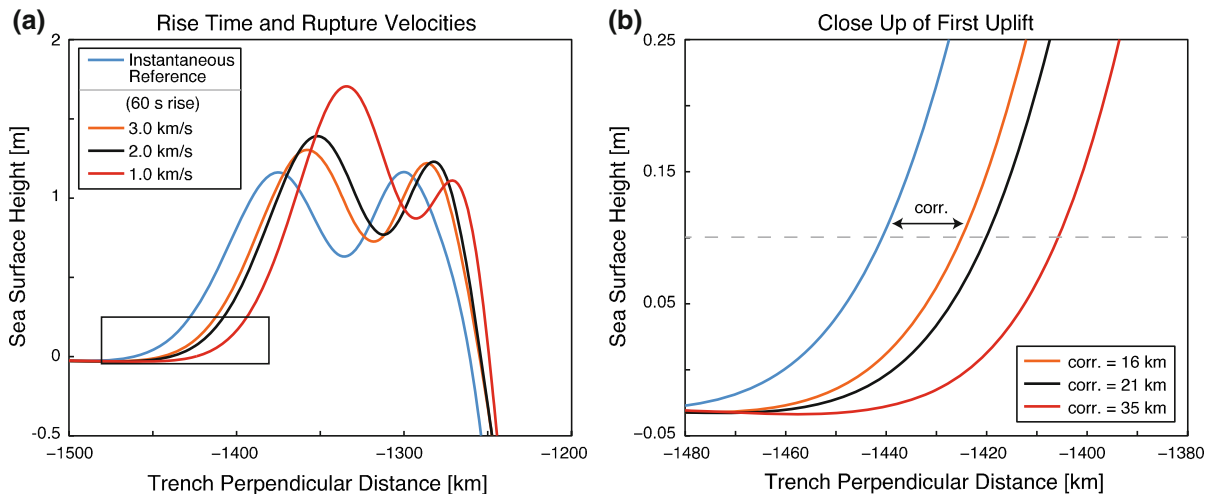 (a)
Rise Time and Rupture Velocities
Sea Surface Height [m]
2
1
0
-0.5
Instantaneous
Reference
(60 s rise)
3.0 km/s
2.0 km/s
1.0 km/s
−1500
−1400
−1300
−1200
Trench Perpendicular Distance [km]
(b)
Close Up of First Uplift
Sea Surface Height [m]
0.25
0.15
0.05
-0.05
corr.
corr. = 16 km
corr. = 21 km
corr. = 35 km
−1480
−1460
−1440
−1420
−1400
−1380
Trench Perpendicular Distance [km]